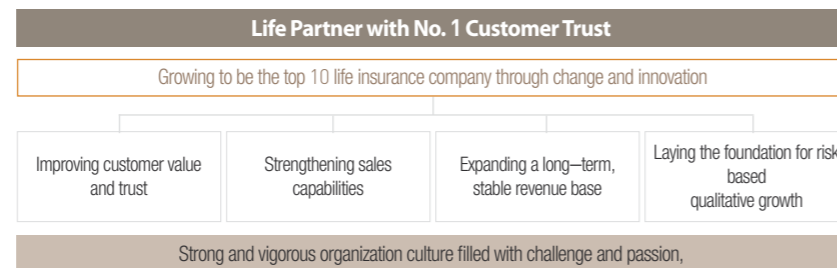 Life Partner with No. 1 Customer Trust
Growing to be the top 10 life insurance company through change and innovation
Improving customer value
and trust
Strengthening sales
capabilities
Expanding a long–term,
stable revenue base
Laying the foundation for risk
based
qualitative growth
Strong and vigorous organization culture filled with challenge and passion,